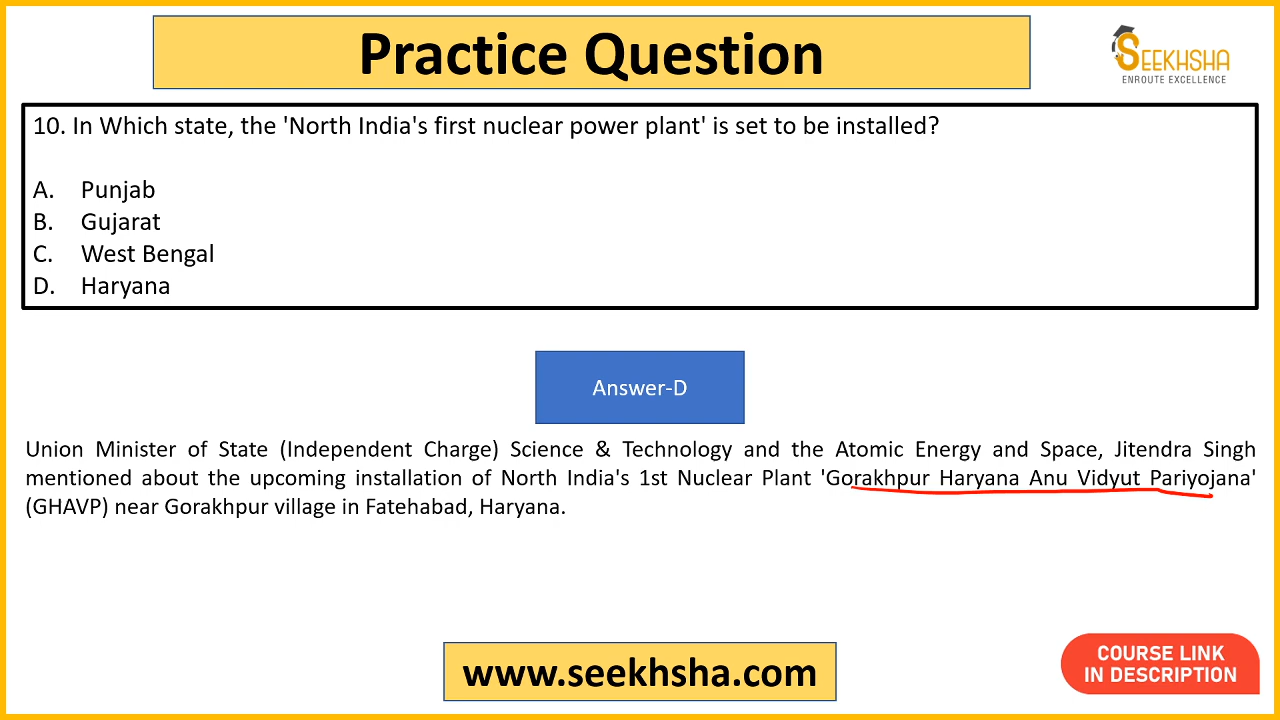 Practice Question
SEEKHSHA
ENROUTE EXCELLENCE
10. In Which state, the 'North India's first nuclear power plant' is set to be installed?
A. Punjab
B. Gujarat
C. West Bengal
D. Haryana
Answer-D
Union Minister of State (Independent Charge) Science & Technology and the Atomic Energy and Space, Jitendra Singh
mentioned about the upcoming installation of North India's 1st Nuclear Plant 'Gorakhpur Haryana Anu Vidyut Pariyojana'
(GHAVP) near Gorakhpur village in Fatehabad, Haryana.
www.seekhsha.com
COURSE LINK
IN DESCRIPTION